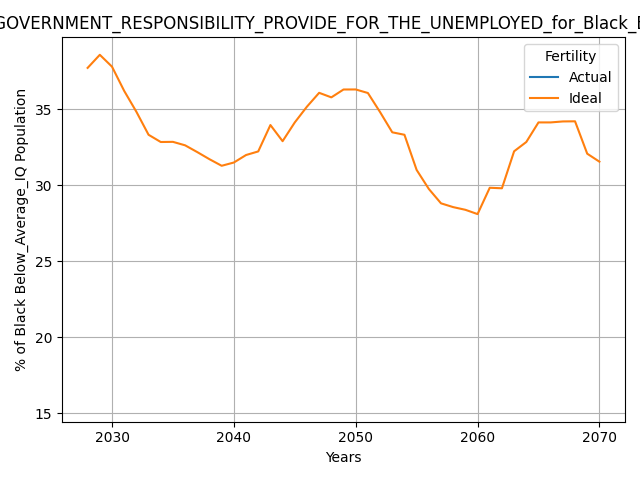 GOVERNMENT_RESPONSIBILITY_PROVIDE_FOR_THE_UNEMPLOYED_for_Black_
Fertility
Actual
Ideal
% of Black Below_Average_IQ Population
35
30
25
20
15
2030 2040 2050 2060 2070
Years